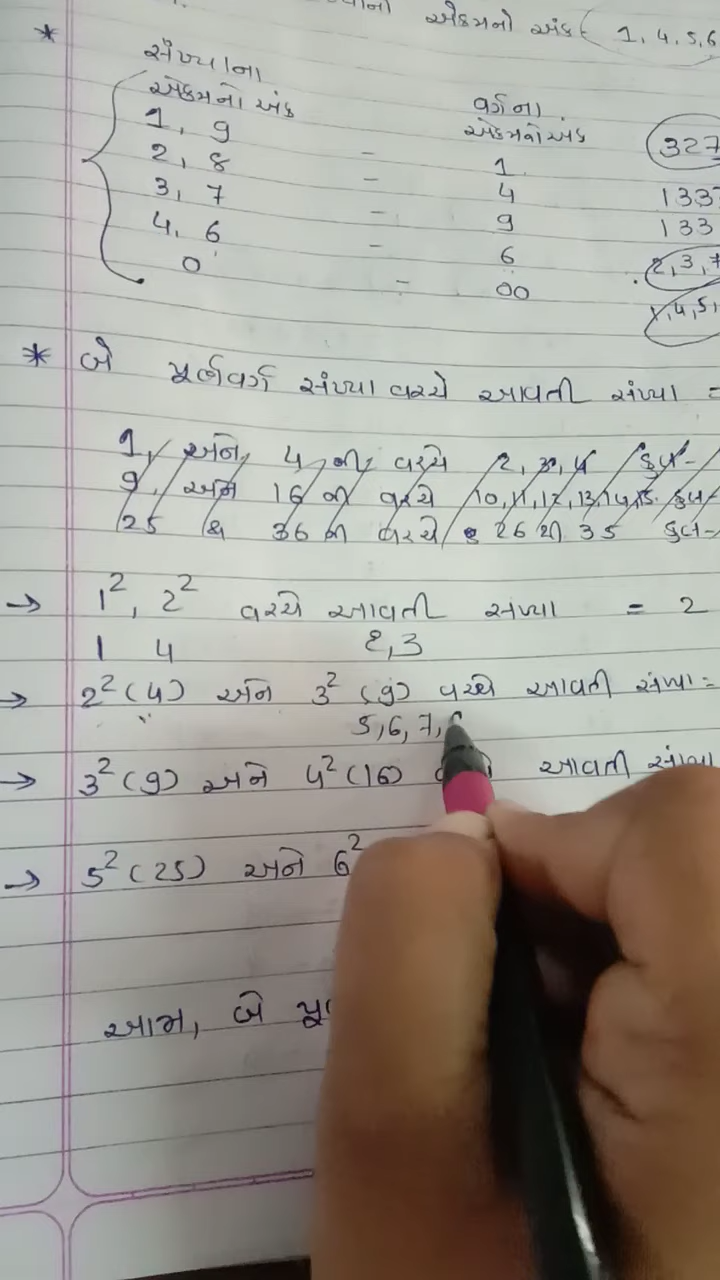 એકમનો અંક 1, 4, 5, 6
* સંખ્યાના
એકમનો અંક
વર્ગના
એકમનો અંક
327
1, 9 - 1
2, 8 - 4
133
3, 7 - 9
133
4, 6 - 6
2, 3, 7
0 - 00
1, 4, 5,
* બે પૂર્ણવર્ગ સંખ્યા વચ્ચે આવતી સંખ્યા =
1, અને 4 ની વચ્ચે 2, 3, 4 કુલ-
9, અને 16 ની વચ્ચે 10, 11, 12, 13, 14, 15. કુલ-
25 & 36 ની વચ્ચે 26 થી 35 કુલ-
→ 1², 2² વચ્ચે આવતી સંખ્યા = 2
1 4 2, 3
→ 2² (4) અને 3² (9) વચ્ચે આવતી સંખ્યા =
5, 6, 7,
→ 3² (9) અને 4² (16) આવતી સંખ્યા
→ 5² (25) અને 6²
આમ, બે